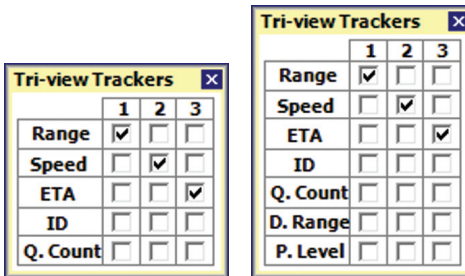 Tri-view Trackers
1 2 3
Range
Speed
ETA
ID
Q. Count
Tri-view Trackers
1 2 3
Range
Speed
ETA
ID
Q. Count
D. Range
P. Level